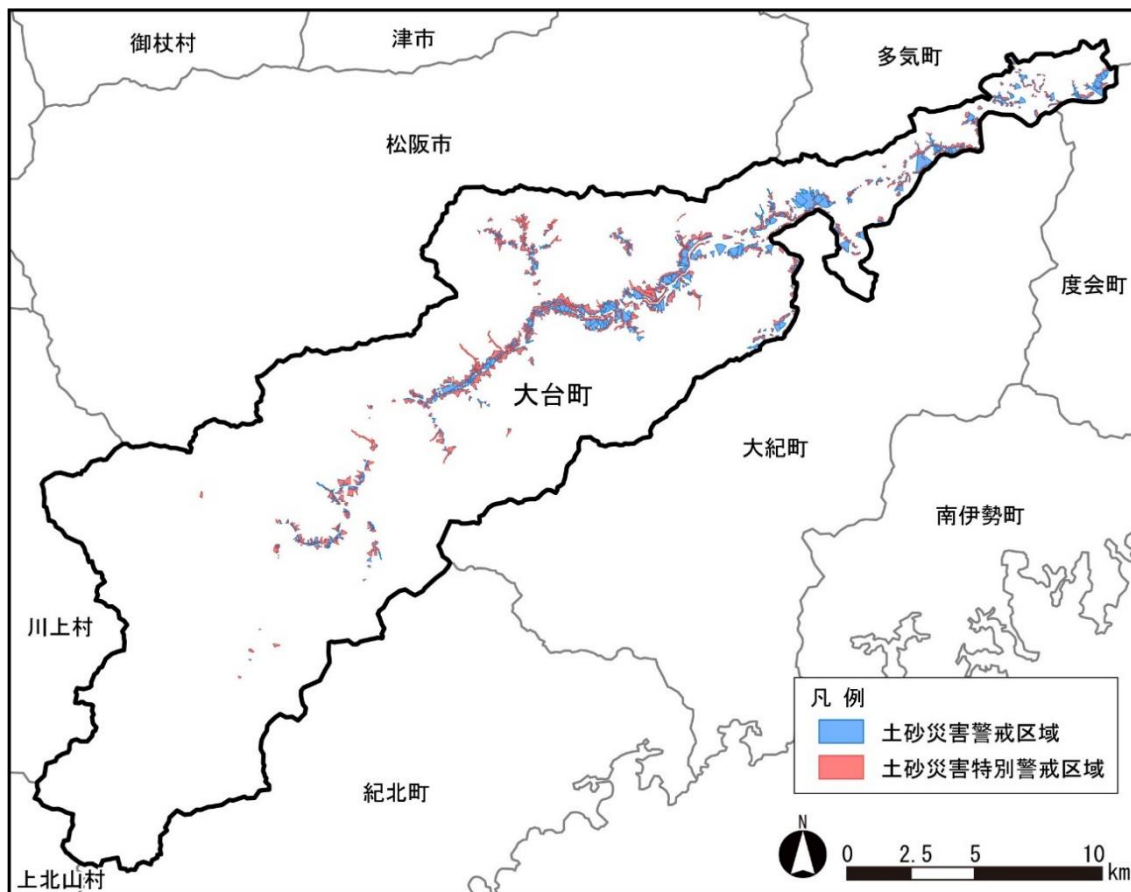 御杖村
津市
多気町
松阪市
度会町
大台町
大紀町
南伊勢町
川上村
凡 例
土砂災害警戒区域
土砂災害特別警戒区域
紀北町
上北山村
N
0 2.5 5 10
km